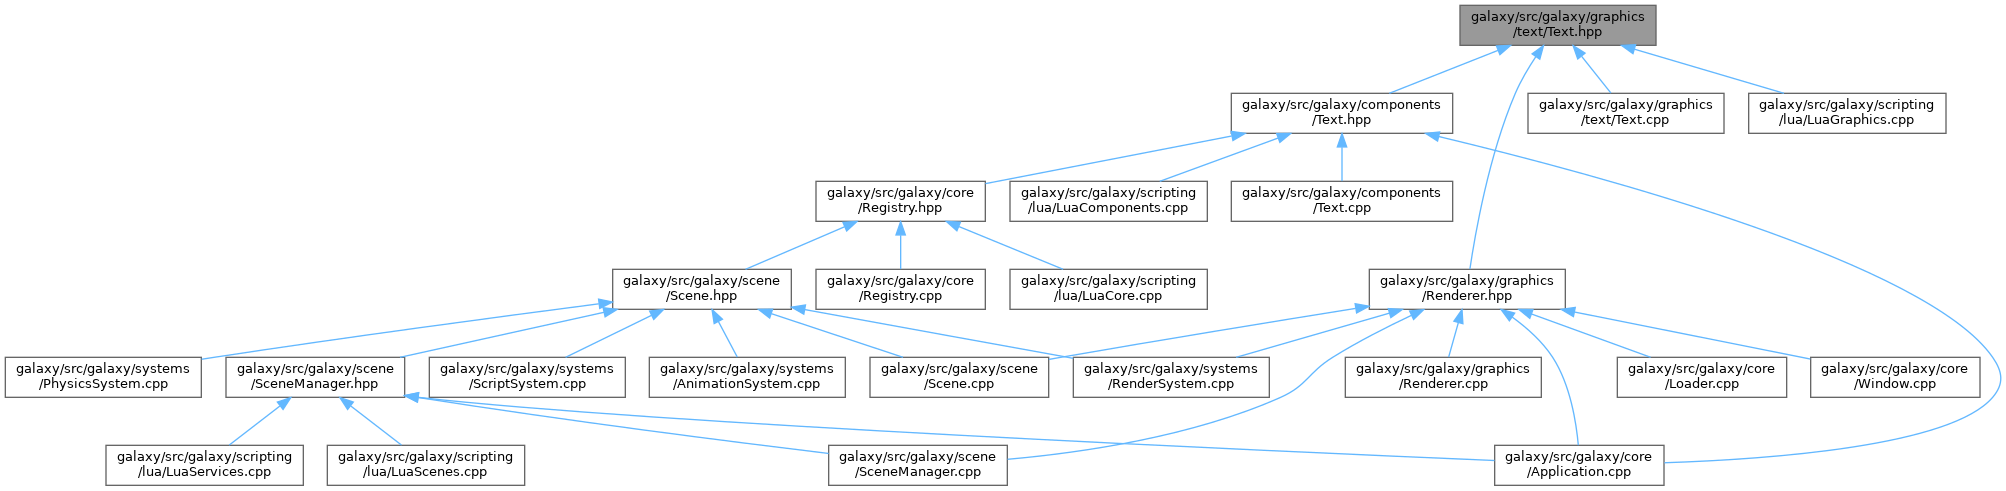 galaxy/src/galaxy/graphics
/text/Text.hpp
galaxy/src/galaxy/components
/Text.hpp
galaxy/src/galaxy/graphics
/text/Text.cpp
galaxy/src/galaxy/scripting
/lua/LuaGraphics.cpp
galaxy/src/galaxy/core
/Registry.hpp
galaxy/src/galaxy/scripting
/lua/LuaComponents.cpp
galaxy/src/galaxy/components
/Text.cpp
galaxy/src/galaxy/scene
/Scene.hpp
galaxy/src/galaxy/core
/Registry.cpp
galaxy/src/galaxy/scripting
/lua/LuaCore.cpp
galaxy/src/galaxy/graphics
/Renderer.hpp
galaxy/src/galaxy/systems
/PhysicsSystem.cpp
galaxy/src/galaxy/scene
/SceneManager.hpp
galaxy/src/galaxy/systems
/ScriptSystem.cpp
galaxy/src/galaxy/systems
/AnimationSystem.cpp
galaxy/src/galaxy/scene
/Scene.cpp
galaxy/src/galaxy/systems
/RenderSystem.cpp
galaxy/src/galaxy/graphics
/Renderer.cpp
galaxy/src/galaxy/core
/Loader.cpp
galaxy/src/galaxy/core
/Window.cpp
galaxy/src/galaxy/scripting
/lua/LuaServices.cpp
galaxy/src/galaxy/scripting
/lua/LuaScenes.cpp
galaxy/src/galaxy/scene
/SceneManager.cpp
galaxy/src/galaxy/core
/Application.cpp